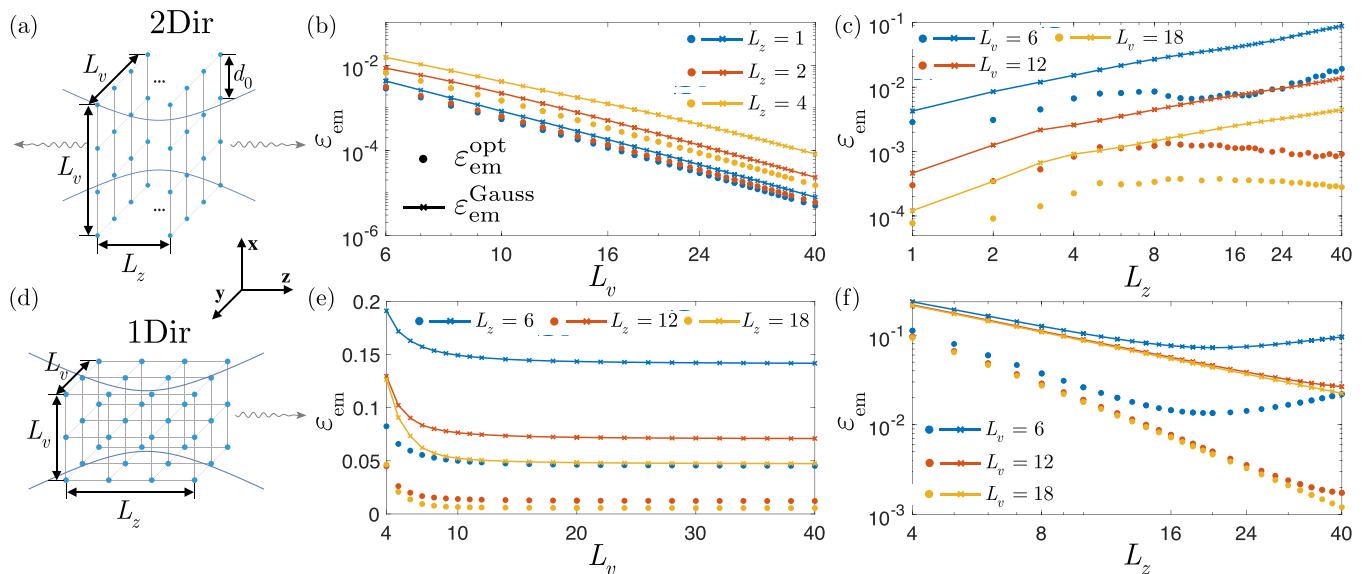 (a) 2Dir
L_v
d_0
...
L_v
...
L_z
x
z
y
(b)
ε_em
10^-2
10^-4
10^-6
6 10 16 24 40
L_v
L_z = 1
L_z = 2
L_z = 4
ε_em^opt
ε_em^Gauss
(c)
ε_em
10^-1
10^-2
10^-3
10^-4
1 2 4 8 16 24 40
L_z
L_v = 6 L_v = 18
L_v = 12
(d) 1Dir
L_v
L_v
L_z
(e)
ε_em
0.2
0.15
0.1
0.05
0
4 10 20 30 40
L_v
L_z = 6 L_z = 12 L_z = 18
(f)
ε_em
10^-1
10^-2
10^-3
4 8 16 24 40
L_z
L_v = 6
L_v = 12
L_v = 18